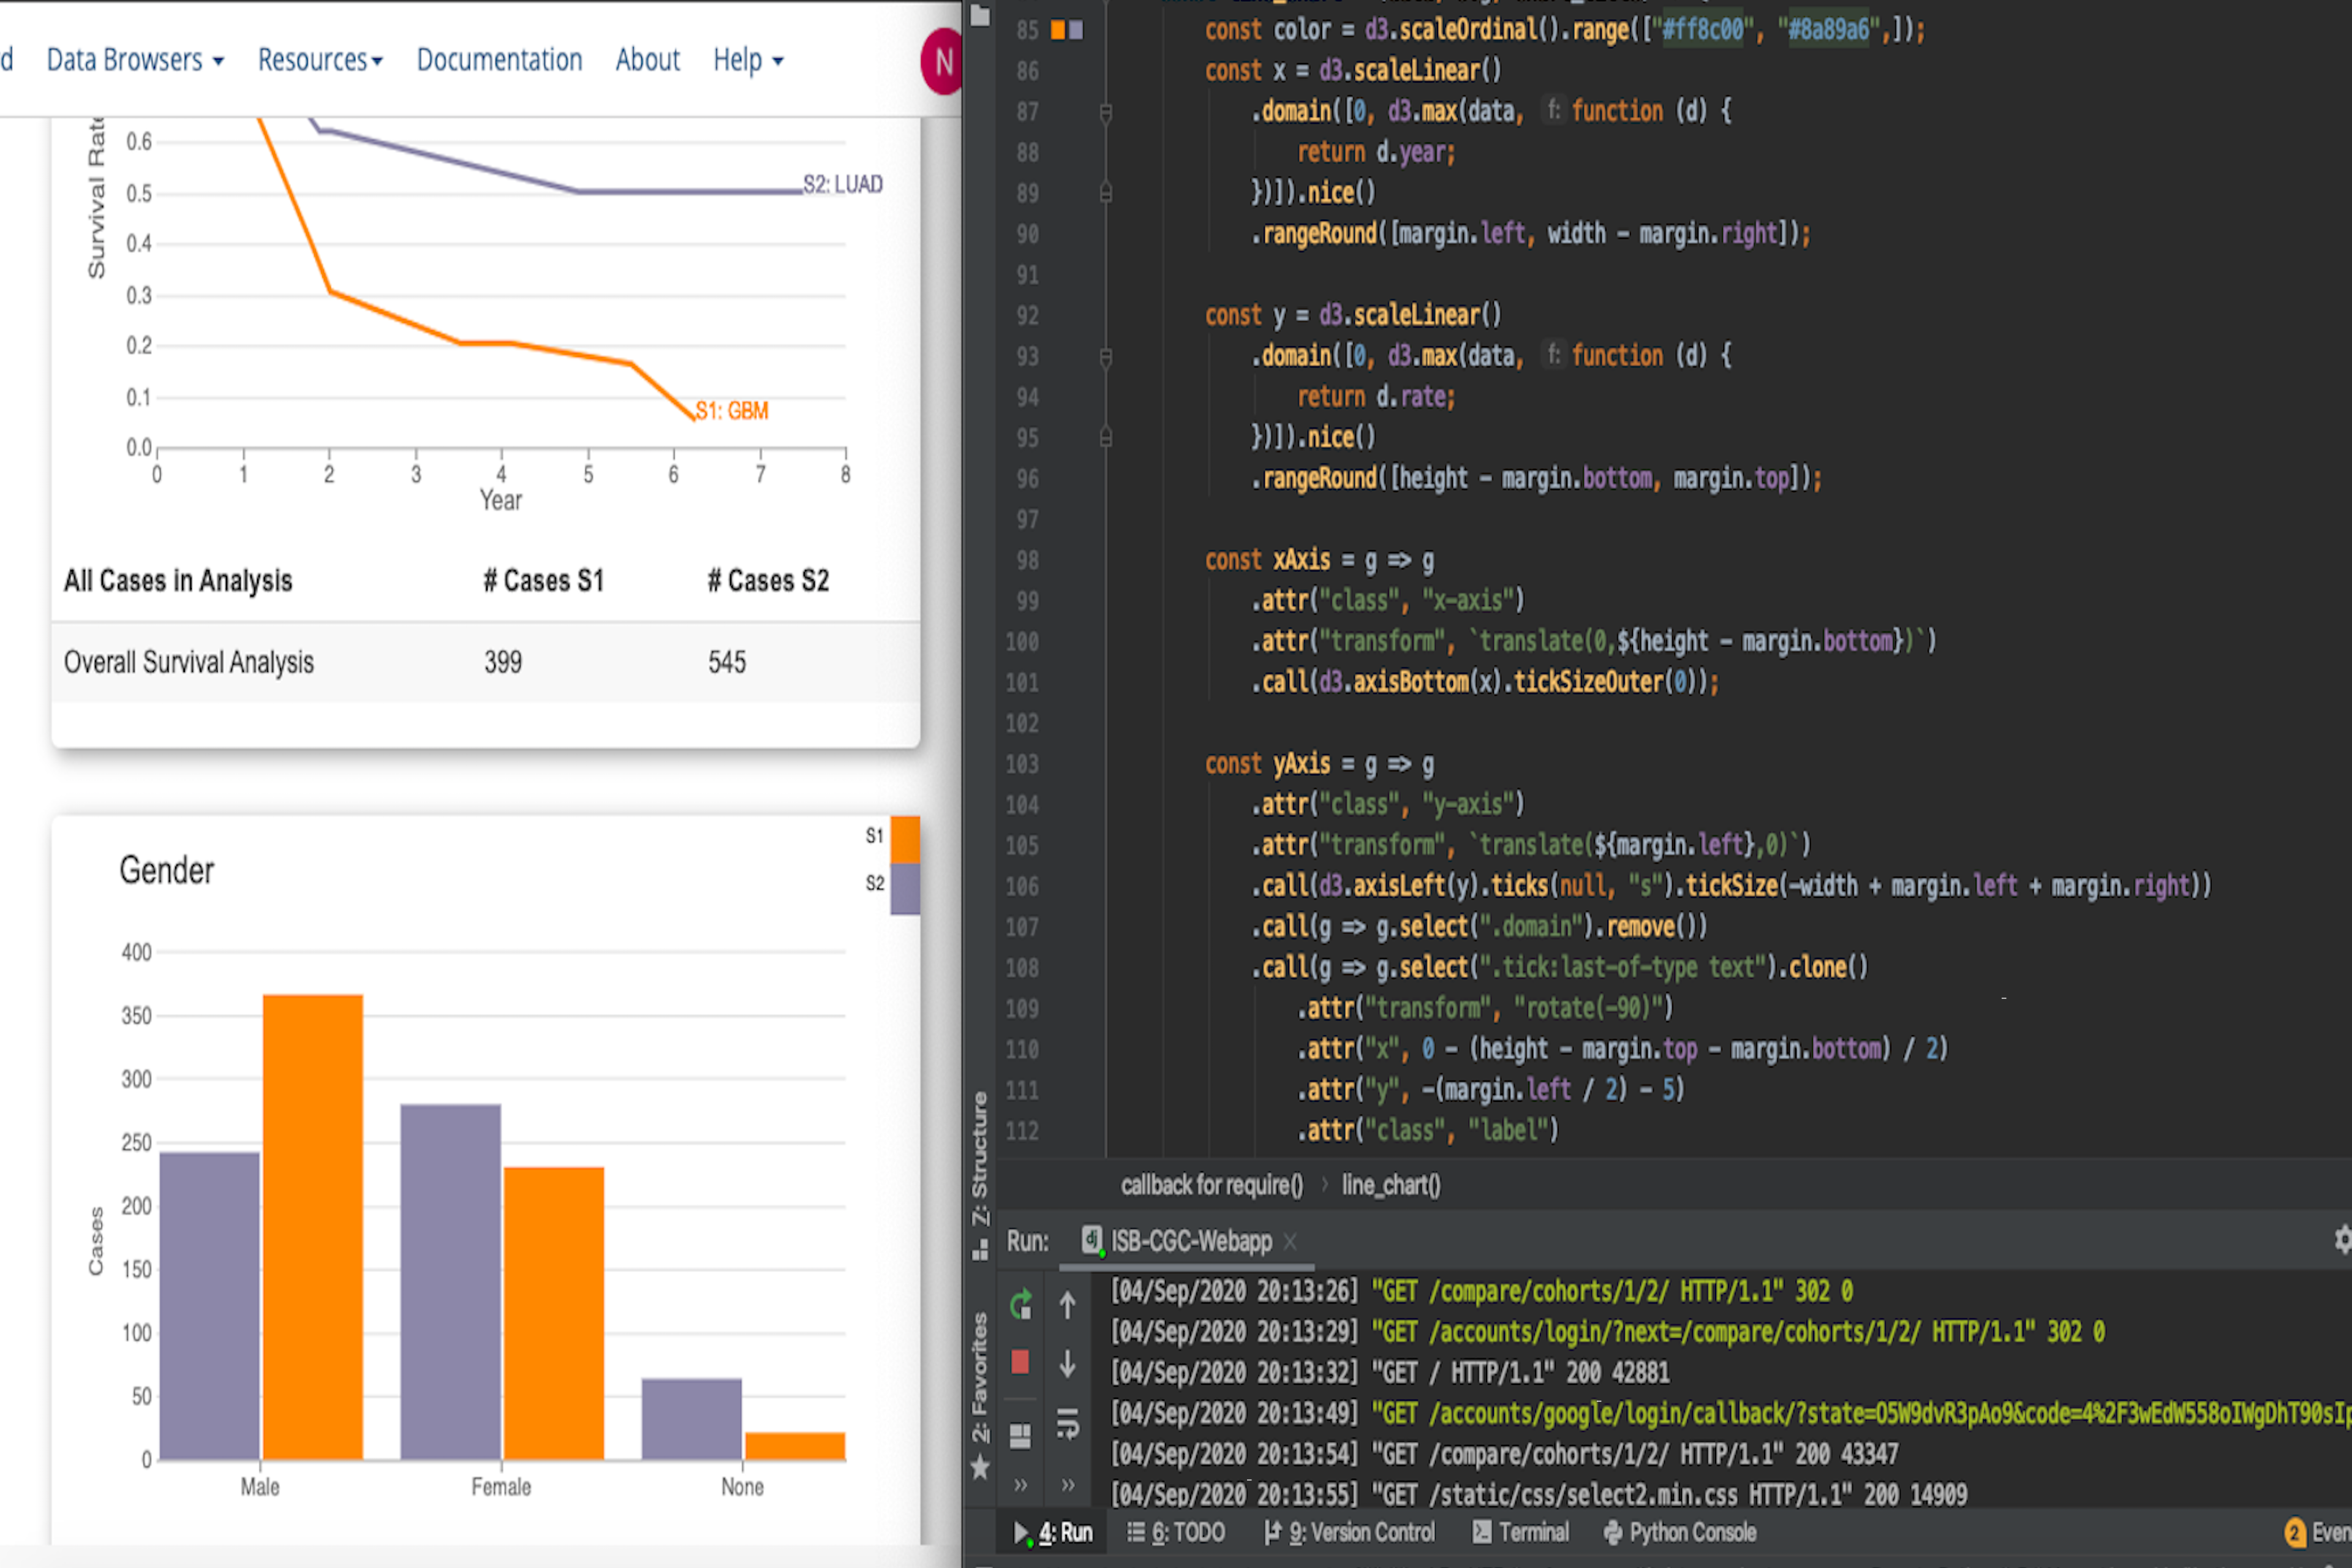 d Data Browsers Resources Documentation About Help N
Survival Rate
0.6
0.5
0.4
0.3
0.2
0.1
0.0
S2: LUAD
S1: GBM
0 1 2 3 4 5 6 7 8
Year
All Cases in Analysis # Cases S1 # Cases S2
Overall Survival Analysis 399 545
Gender
S1
S2
Cases
400
350
300
250
200
150
100
50
0
Male Female None
85 const color = d3.scaleOrdinal().range(["#ff8c00", "#8a89a6",]);
86 const x = d3.scaleLinear()
87 .domain([0, d3.max(data, f: function (d) {
88 return d.year;
89 })]).nice()
90 .rangeRound([margin.left, width - margin.right]);
91
92 const y = d3.scaleLinear()
93 .domain([0, d3.max(data, f: function (d) {
94 return d.rate;
95 })]).nice()
96 .rangeRound([height - margin.bottom, margin.top]);
97
98 const xAxis = g => g
99 .attr("class", "x-axis")
100 .attr("transform", `translate(0,${height - margin.bottom})`)
101 .call(d3.axisBottom(x).tickSizeOuter(0));
102
103 const yAxis = g => g
104 .attr("class", "y-axis")
105 .attr("transform", `translate(${margin.left},0)`)
106 .call(d3.axisLeft(y).ticks(null, "s").tickSize(-width + margin.left + margin.right))
107 .call(g => g.select(".domain").remove())
108 .call(g => g.select(".tick:last-of-type text").clone()
109 .attr("transform", "rotate(-90)")
110 .attr("x", 0 - (height - margin.top - margin.bottom) / 2)
111 .attr("y", -(margin.left / 2) - 5)
112 .attr("class", "label")
callback for require() › line_chart()
Z: Structure
2: Favorites
Run: dj ISB-CGC-Webapp ×
[04/Sep/2020 20:13:26] "GET /compare/cohorts/1/2/ HTTP/1.1" 302 0
[04/Sep/2020 20:13:29] "GET /accounts/login/?next=/compare/cohorts/1/2/ HTTP/1.1" 302 0
[04/Sep/2020 20:13:32] "GET / HTTP/1.1" 200 42881
[04/Sep/2020 20:13:49] "GET /accounts/google/login/callback/?state=O5W9dvR3pAo9&code=4%2F3wEdW558oIWgDhT90sIp
[04/Sep/2020 20:13:54] "GET /compare/cohorts/1/2/ HTTP/1.1" 200 43347
[04/Sep/2020 20:13:55] "GET /static/css/select2.min.css HTTP/1.1" 200 14909
4: Run 6: TODO 9: Version Control Terminal Python Console 2 Even